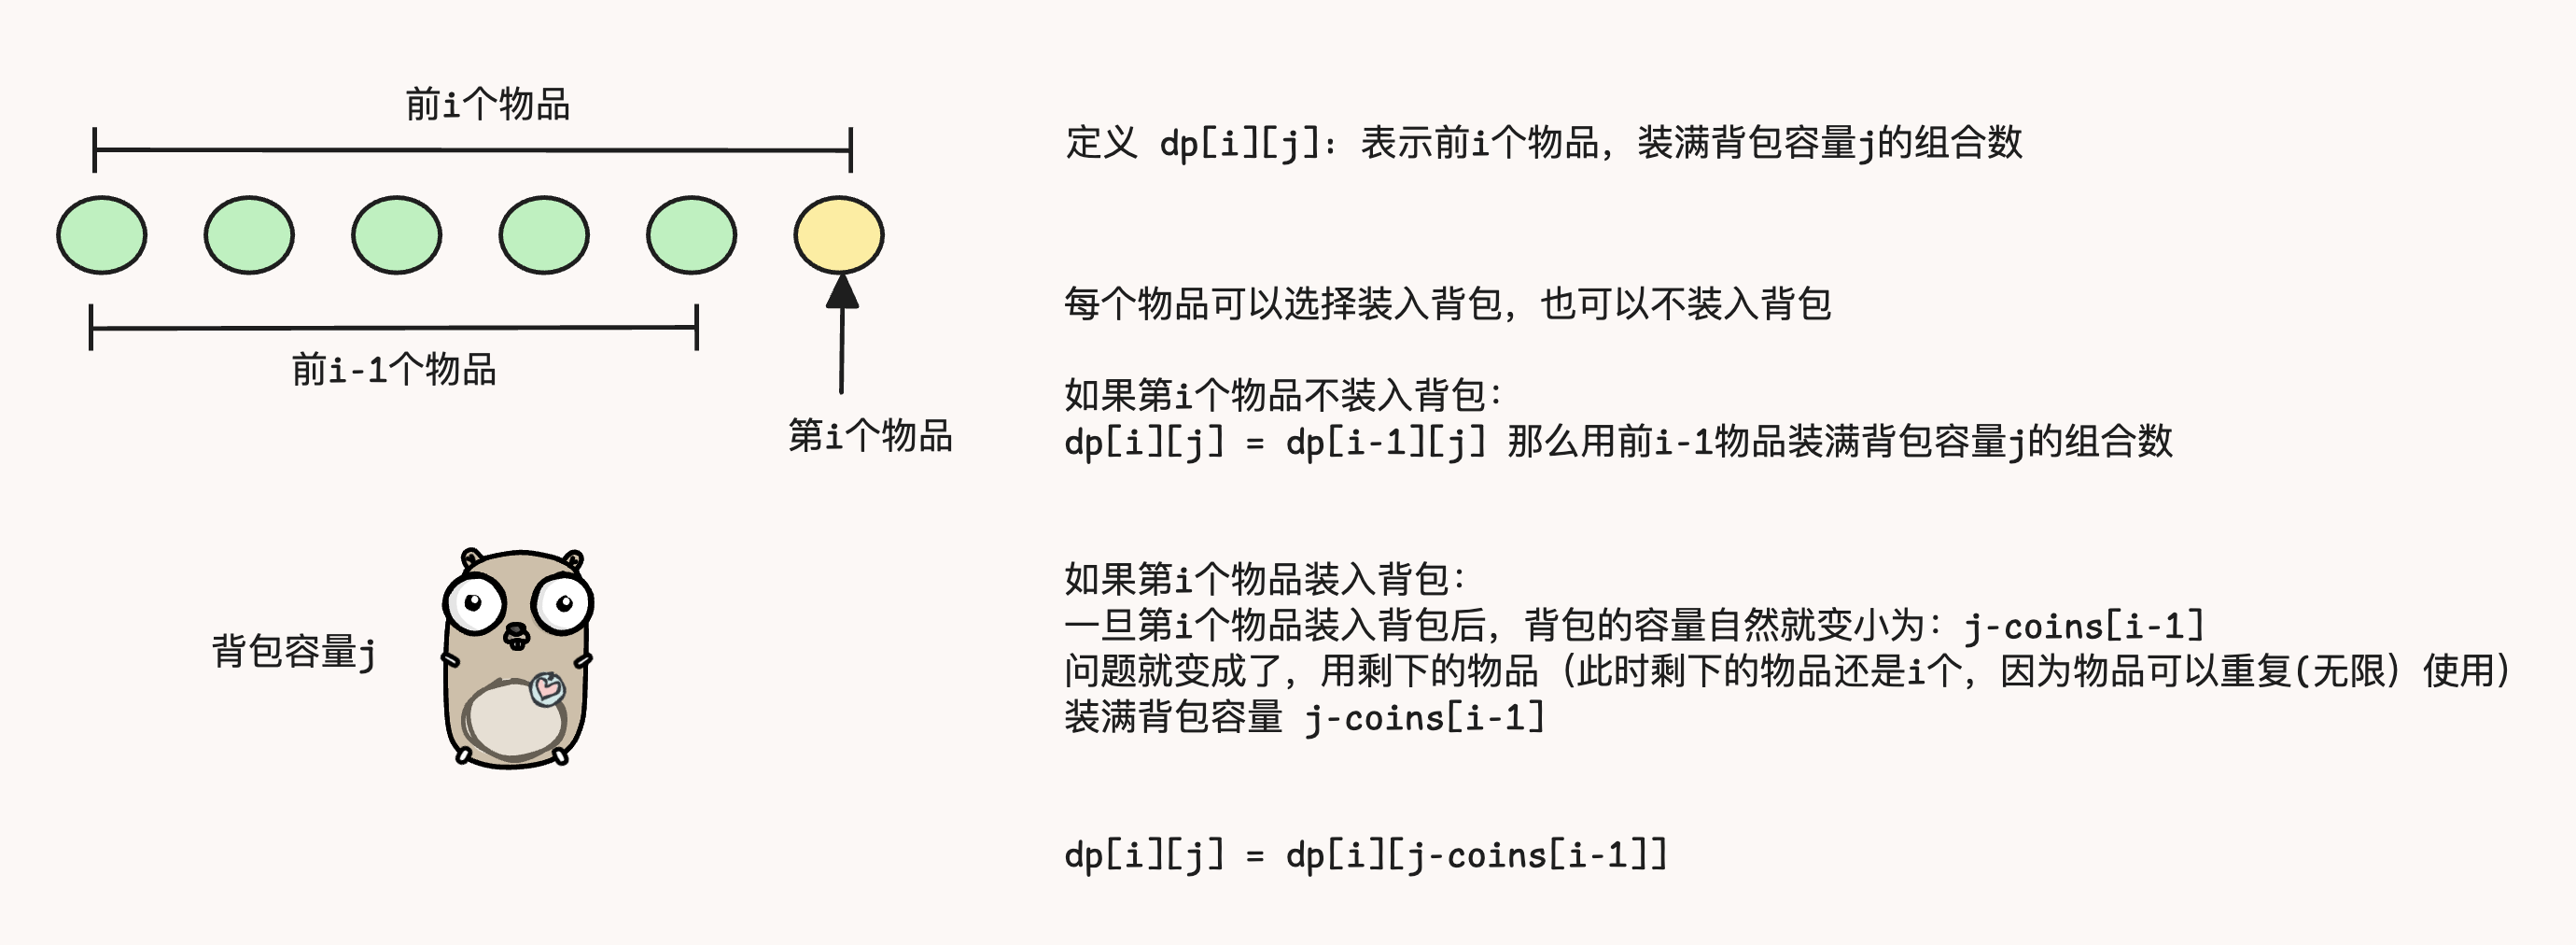 前i个物品
前i-1个物品
第i个物品
背包容量j
定义 dp[i][j]：表示前i个物品，装满背包容量j的组合数
每个物品可以选择装入背包，也可以不装入背包
如果第i个物品不装入背包：
dp[i][j] = dp[i-1][j] 那么用前i-1物品装满背包容量j的组合数
如果第i个物品装入背包：
一旦第i个物品装入背包后，背包的容量自然就变小为：j-coins[i-1]
问题就变成了，用剩下的物品（此时剩下的物品还是i个，因为物品可以重复(无限）使用）
装满背包容量 j-coins[i-1]
dp[i][j] = dp[i][j-coins[i-1]]